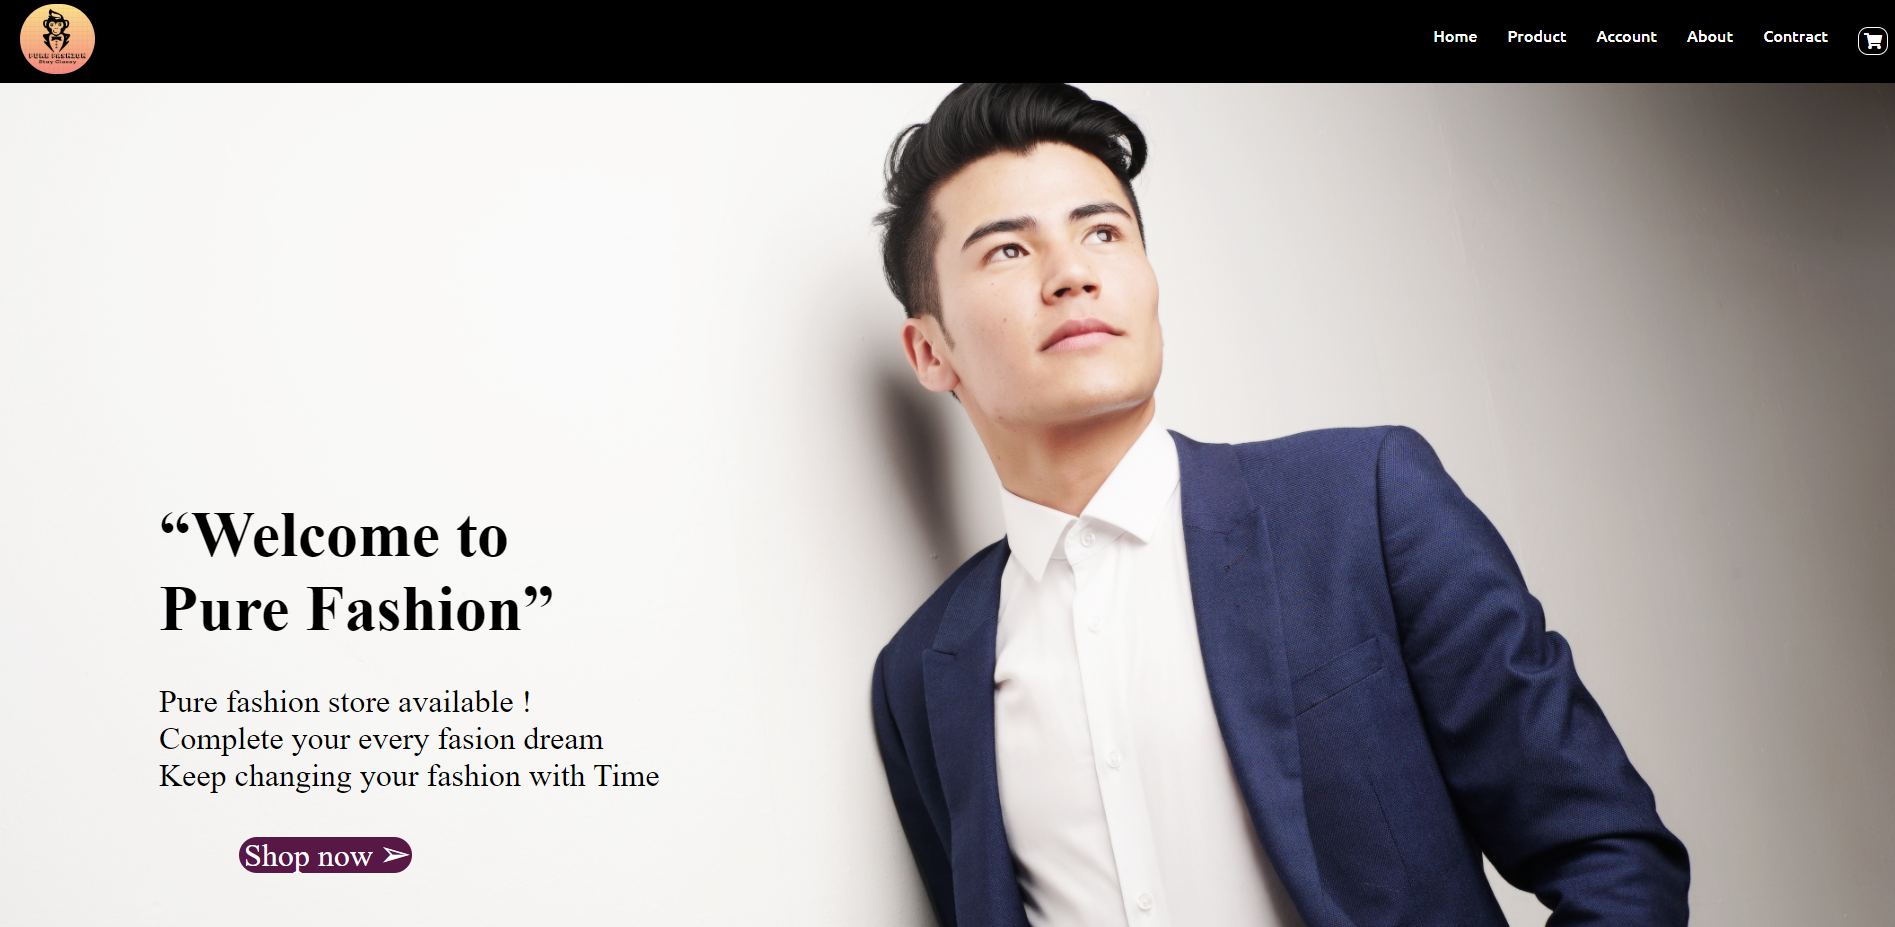 PURE FASHION
Stay Classy
Home Product Account About Contract
“Welcome to
Pure Fashion”
Pure fashion store available !
Complete your every fasion dream
Keep changing your fashion with Time
Shop now ➢